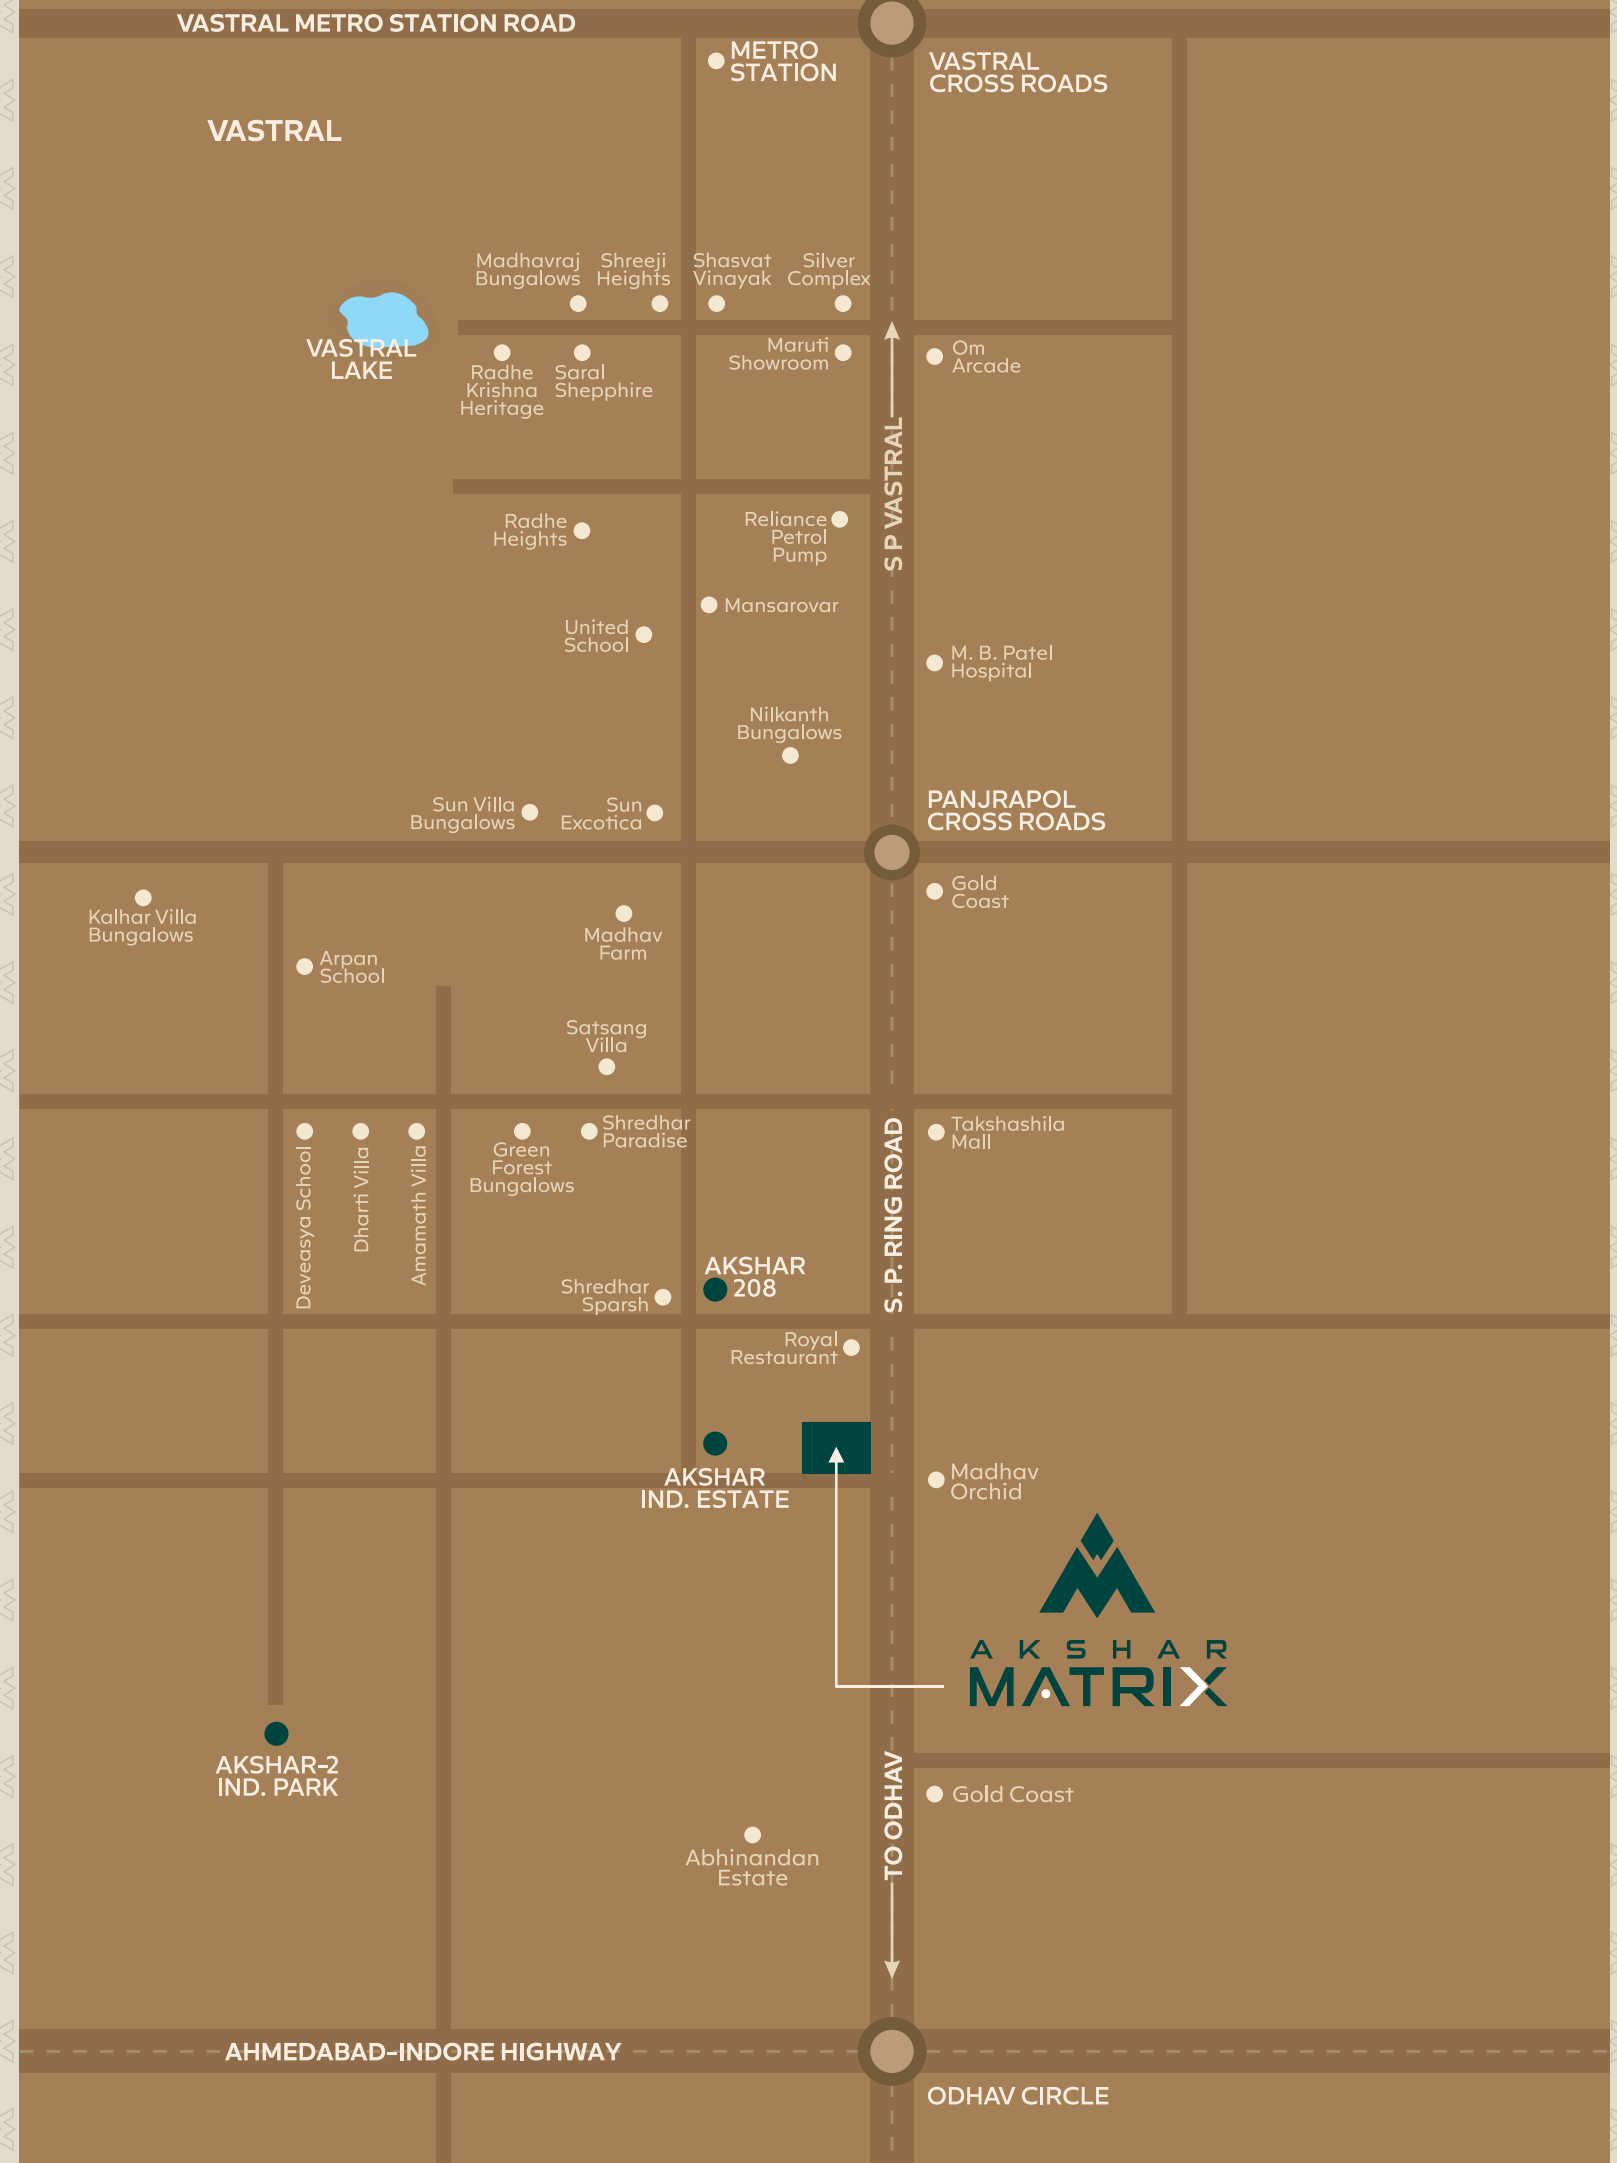 VASTRAL METRO STATION ROAD
METRO
STATION
VASTRAL
CROSS ROADS
VASTRAL
Madhavraj
Bungalows
Shreeji
Heights
Shasvat
Vinayak
Silver
Complex
VASTRAL
LAKE
Radhe
Krishna
Heritage
Saral
Shepphire
Maruti
Showroom
Om
Arcade
S P VASTRAL
Radhe
Heights
Reliance
Petrol
Pump
Mansarovar
United
School
M. B. Patel
Hospital
Nilkanth
Bungalows
Sun Villa
Bungalows
Sun
Excotica
PANJRAPOL
CROSS ROADS
Kalhar Villa
Bungalows
Gold
Coast
Madhav
Farm
Arpan
School
Satsang
Villa
Deveasya School
Dharti Villa
Amamath Villa
Green
Forest
Bungalows
Shredhar
Paradise
S. P. RING ROAD
Takshashila
Mall
AKSHAR
208
Shredhar
Sparsh
Royal
Restaurant
AKSHAR
IND. ESTATE
Madhav
Orchid
AKSHAR
MATRIX
AKSHAR-2
IND. PARK
TO ODHAV
Gold Coast
Abhinandan
Estate
AHMEDABAD-INDORE HIGHWAY
ODHAV CIRCLE